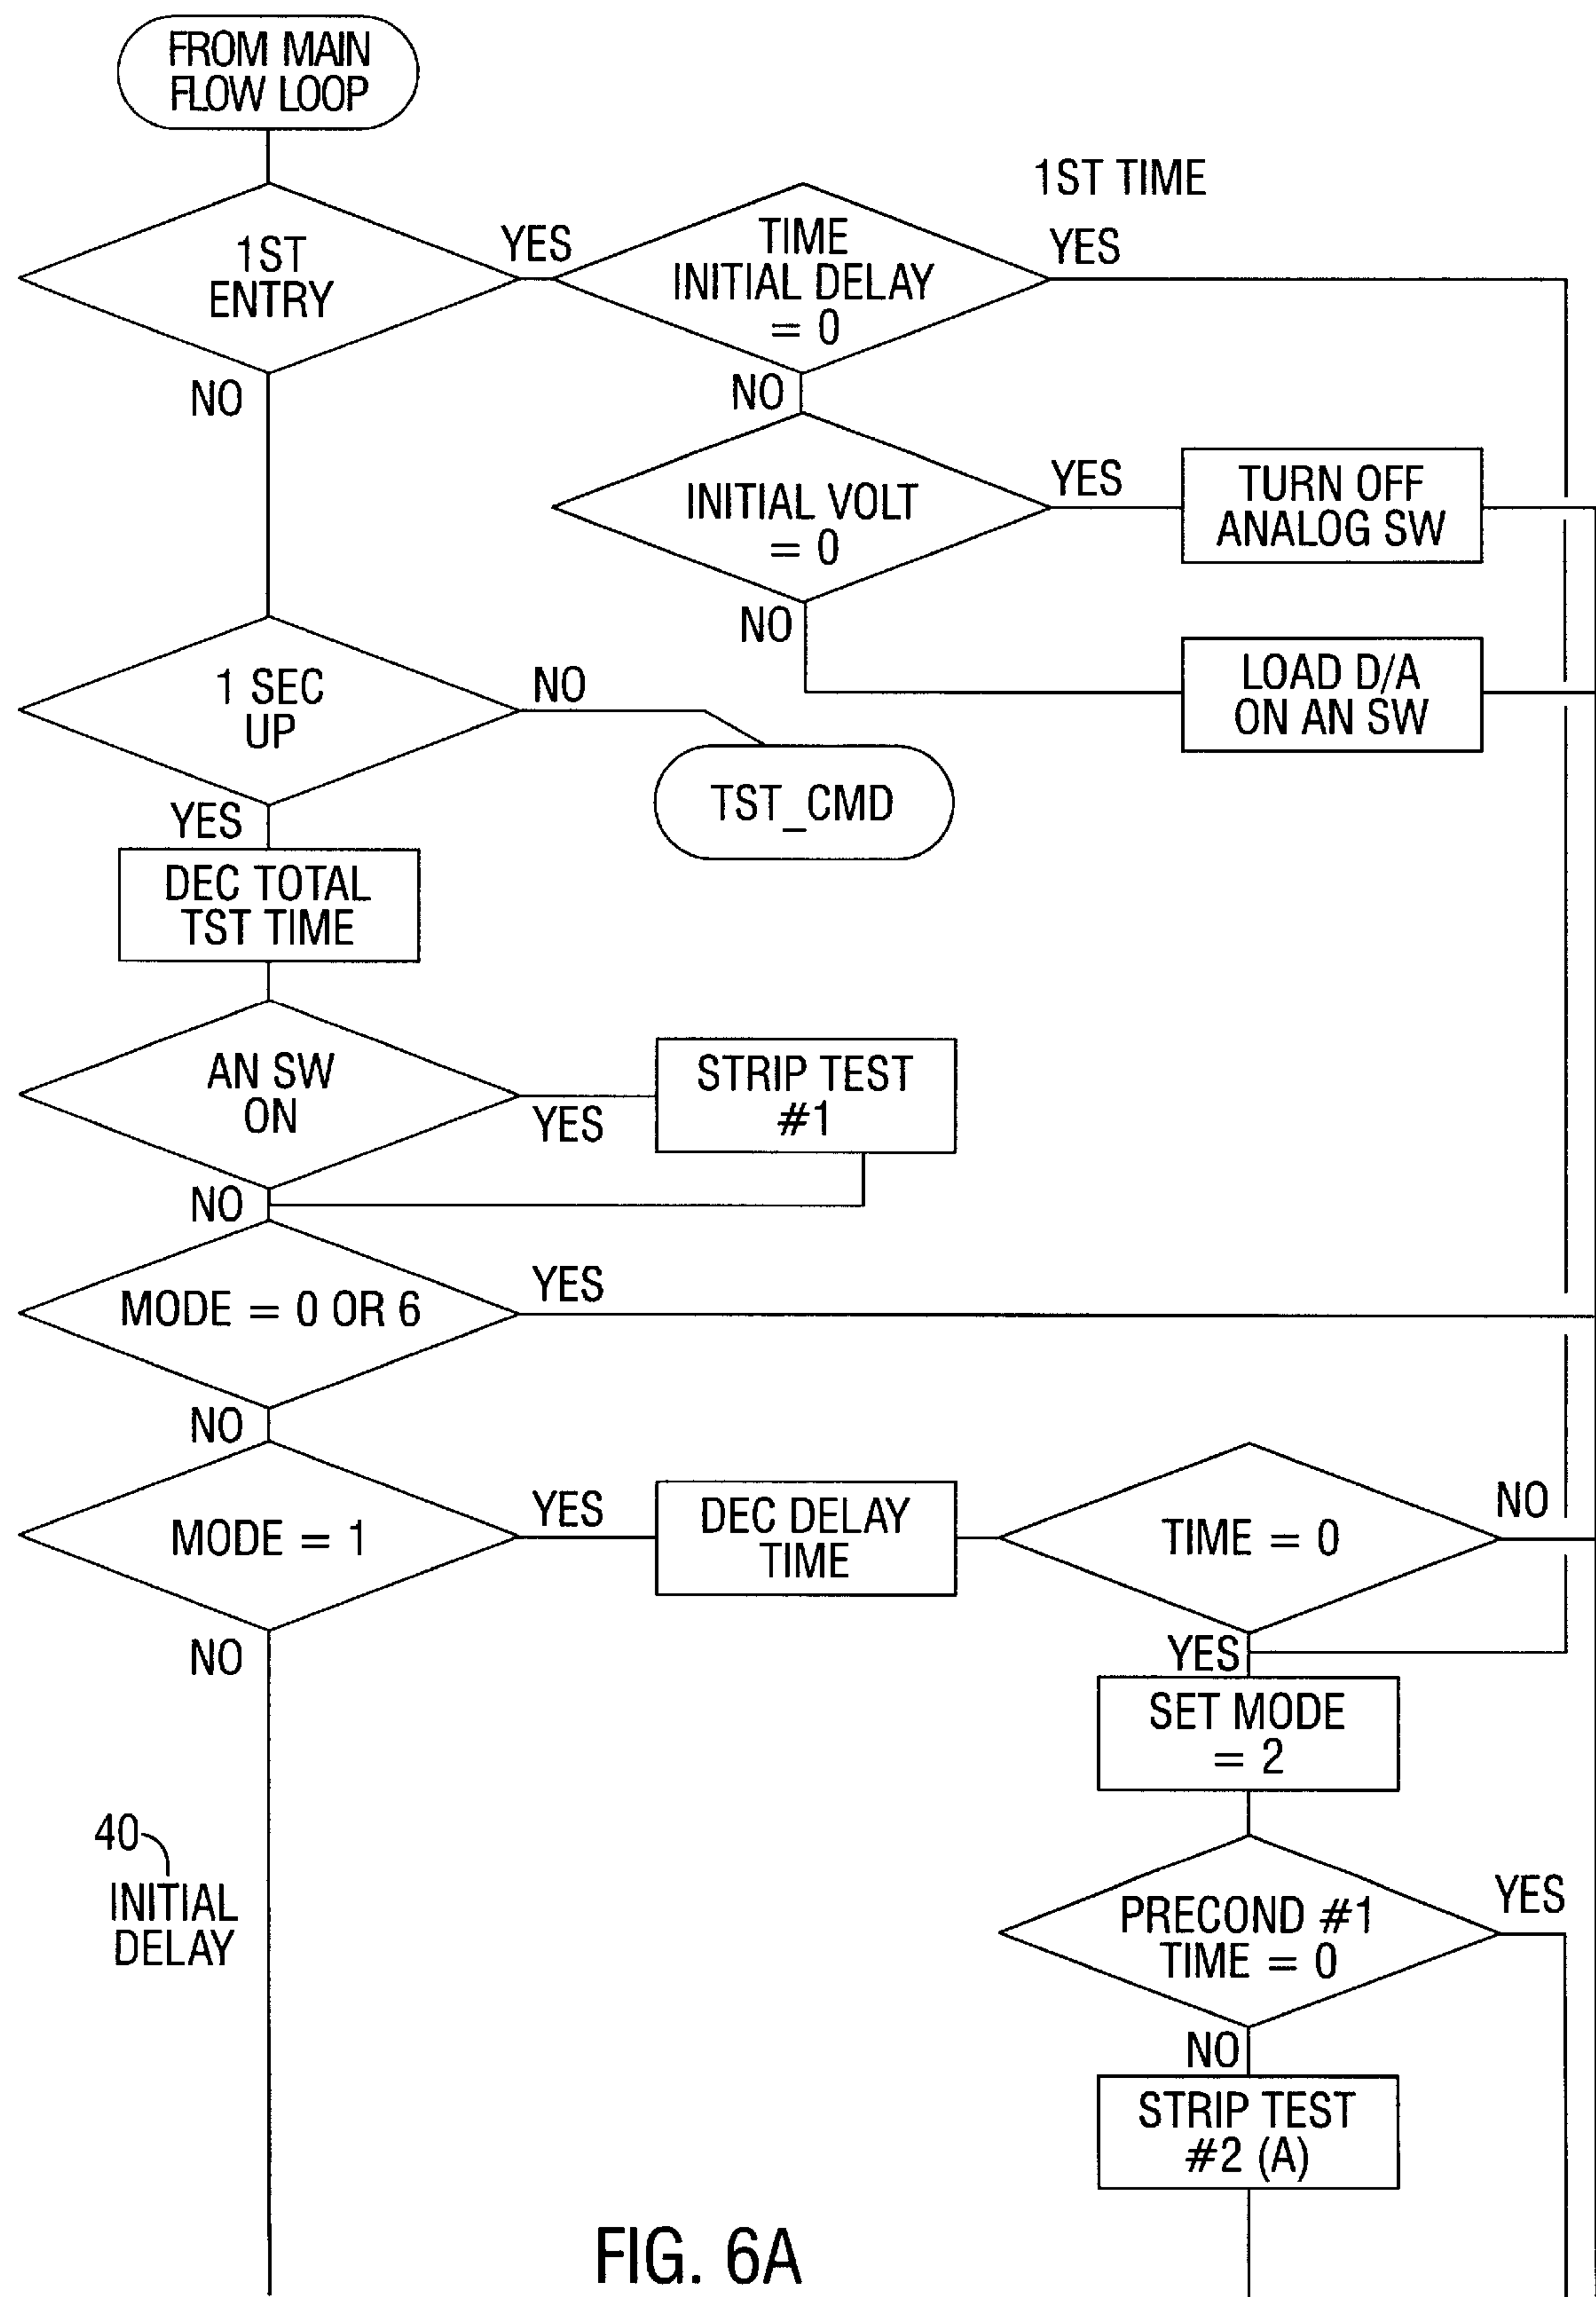 FROM MAIN
FLOW LOOP
1ST TIME
1ST
ENTRY
YES
TIME
INITIAL DELAY
= 0
YES
NO
NO
INITIAL VOLT
= 0
YES
TURN OFF
ANALOG SW
NO
LOAD D/A
ON AN SW
1 SEC
UP
NO
TST_CMD
YES
DEC TOTAL
TST TIME
AN SW
ON
YES
STRIP TEST
#1
NO
MODE = 0 OR 6
YES
NO
MODE = 1
YES
DEC DELAY
TIME
TIME = 0
NO
NO
YES
SET MODE
= 2
40
INITIAL
DELAY
PRECOND #1
TIME = 0
YES
NO
STRIP TEST
#2 (A)
FIG. 6A